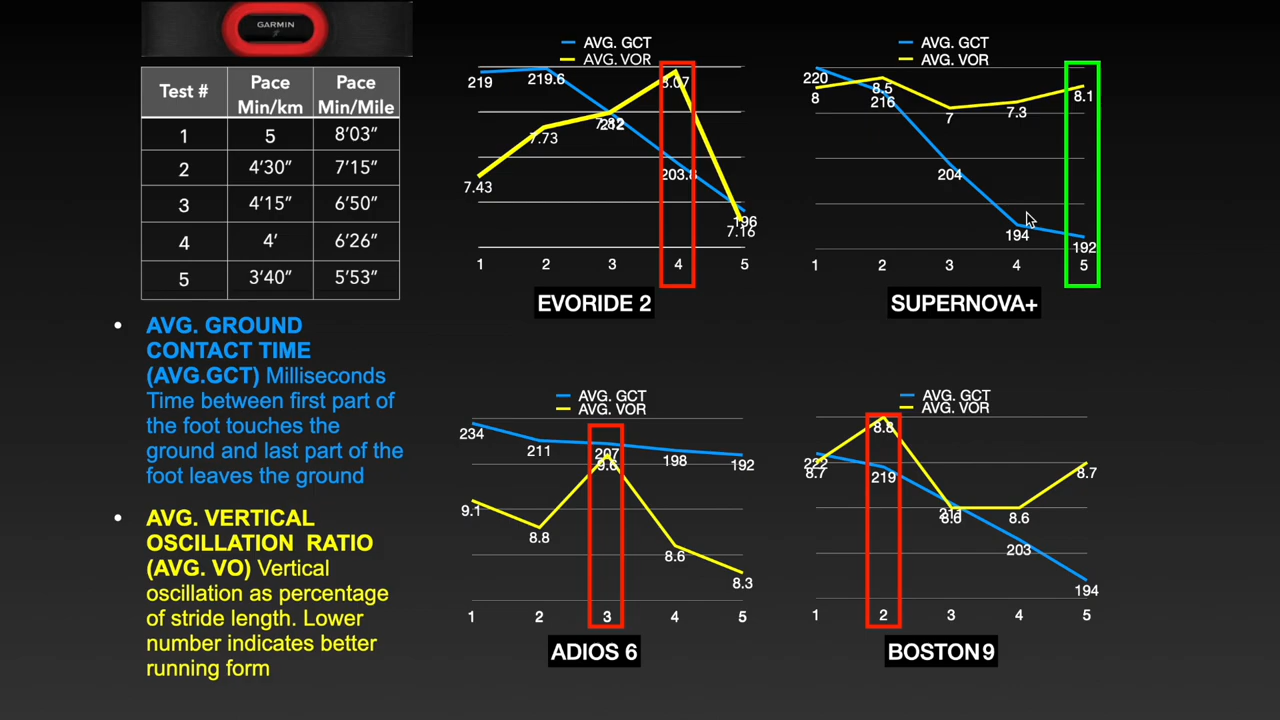 GARMIN
Test # Pace Min/km Pace Min/Mile
1 5 8’03”
2 4’30” 7’15”
3 4’15” 6’50”
4 4’ 6’26”
5 3’40” 5’53”
• AVG. GROUND
CONTACT TIME
(AVG.GCT) Milliseconds
Time between first part of
the foot touches the
ground and last part of the
foot leaves the ground
• AVG. VERTICAL
OSCILLATION RATIO
(AVG. VO) Vertical
oscillation as percentage
of stride length. Lower
number indicates better
running form
AVG. GCT
AVG. VOR
219 219.6 212 203.8 196
7.43 7.73 7.82 8.07 7.16
1 2 3 4 5
EVORIDE 2
AVG. GCT
AVG. VOR
220 216 204 194 192
8 8.5 7 7.3 8.1
1 2 3 4 5
SUPERNOVA+
AVG. GCT
AVG. VOR
234 211 207 198 192
9.1 8.8 9.6 8.6 8.3
1 2 3 4 5
ADIOS 6
AVG. GCT
AVG. VOR
222 219 203 194
8.7 8.8 8.6 8.6 8.7
1 2 3 4 5
BOSTON 9